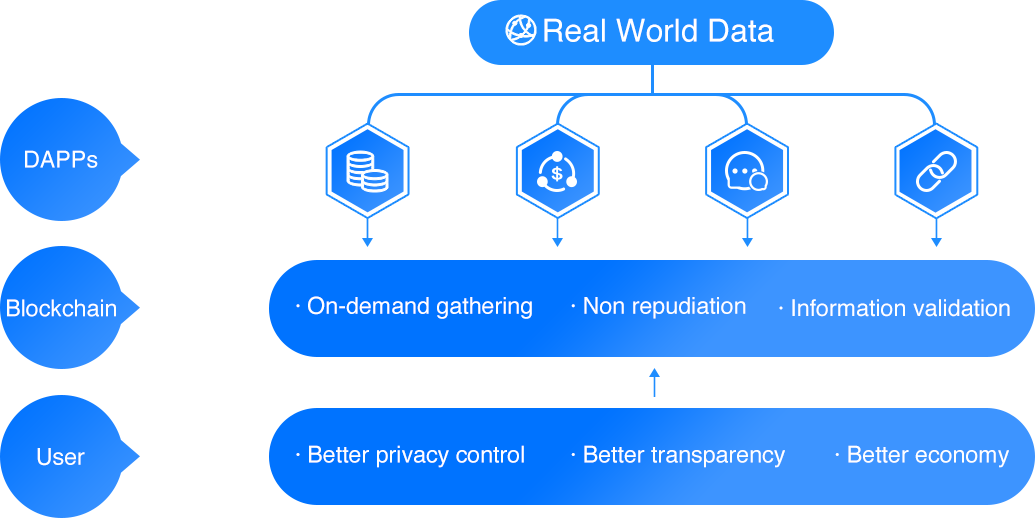 Real World Data
DAPPs
$
Blockchain
· On-demand gathering
· Non repudiation
· Information validation
User
· Better privacy control
· Better transparency
· Better economy